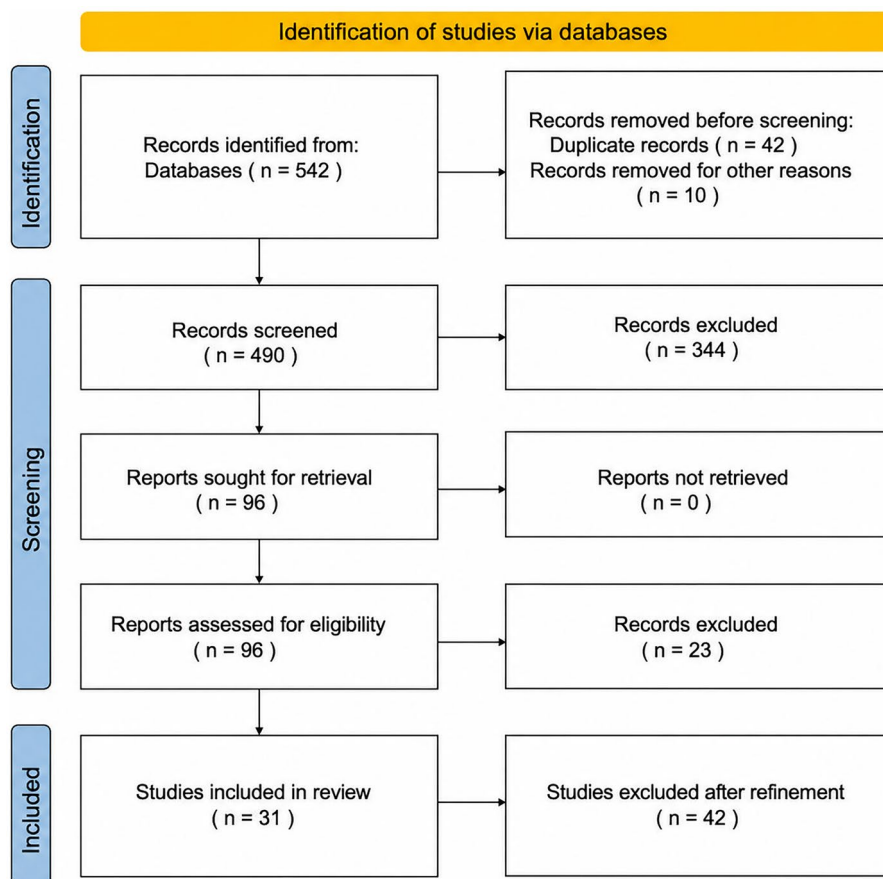 Identification of studies via databases
Identification
Records identified from:
Databases ( n = 542 )
Records removed before screening:
Duplicate records ( n = 42 )
Records removed for other reasons
( n = 10 )
Screening
Records screened
( n = 490 )
Records excluded
( n = 344 )
Reports sought for retrieval
( n = 96 )
Reports not retrieved
( n = 0 )
Reports assessed for eligibility
( n = 96 )
Records excluded
( n = 23 )
Included
Studies included in review
( n = 31 )
Studies excluded after refinement
( n = 42 )